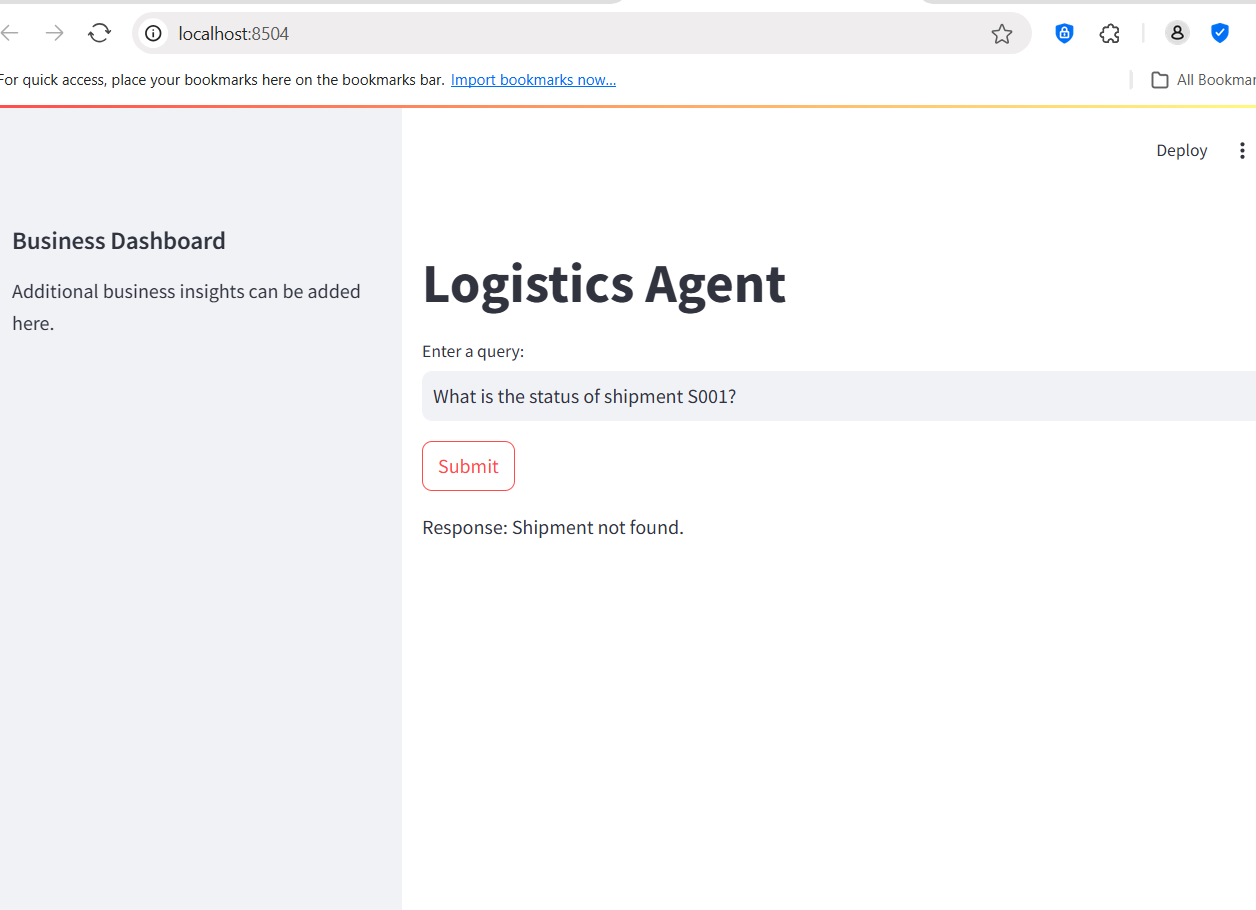 localhost:8504
For quick access, place your bookmarks here on the bookmarks bar. Import bookmarks now...
All
Deploy
Business Dashboard
Additional business insights can be added
here.
Logistics Agent
Enter a query:
What is the status of shipment S001?
Submit
Response: Shipment not found.